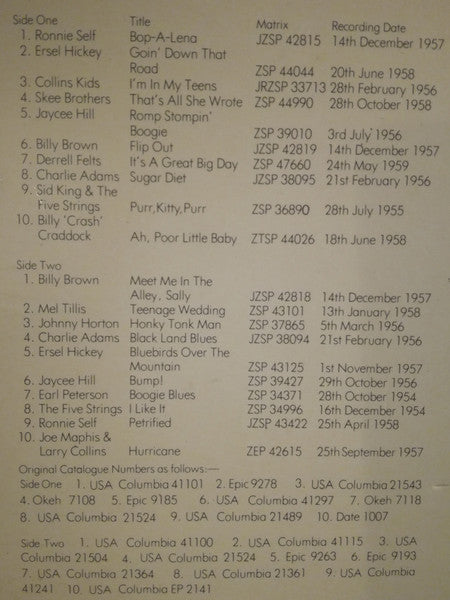 Side One Title Matrix Recording Date
1. Ronnie Self Bop-A-Lena JZSP 42815 14th December 1957
2. Ersel Hickey Goin' Down That
Road ZSP 44044 20th June 1958
3. Collins Kids I'm In My Teens JRZSP 33713 28th February 1956
4. Skee Brothers That's All She Wrote ZSP 44990 28th October 1958
5. Jaycee Hill Romp Stompin'
Boogie ZSP 39010 3rd July 1956
6. Billy Brown Flip Out JZSP 42819 14th December 1957
7. Derrell Felts It's A Great Big Day ZSP 47660 24th May 1959
8. Charlie Adams Sugar Diet JZSP 38095 21st February 1956
9. Sid King & The
Five Strings Purr,Kitty,Purr ZSP 36890 28th July 1955
10. Billy 'Crash'
Craddock Ah, Poor Little Baby ZTSP 44026 18th June 1958
Side Two
1. Billy Brown Meet Me In The
Alley, Sally JZSP 42818 14th December 1957
2. Mel Tillis Teenage Wedding ZSP 43101 13th January 1958
3. Johnny Horton Honky Tonk Man ZSP 37865 5th March 1956
4. Charlie Adams Black Land Blues JZSP 38094 21st February 1956
5. Ersel Hickey Bluebirds Over The
Mountain ZSP 43125 1st November 1957
6. Jaycee Hill Bump! ZSP 39427 29th October 1956
7. Earl Peterson Boogie Blues ZSP 34371 28th October 1954
8. The Five Strings I Like It ZSP 34996 16th December 1954
9. Ronnie Self Petrified JZSP 43422 25th April 1958
10. Joe Maphis &
Larry Collins Hurricane ZEP 42615 25th September 1957
Original Catalogue Numbers as follows:—
Side One 1. USA Columbia 41101 2. Epic 9278 3. USA Columbia 21543
4. Okeh 7108 5. Epic 9185 6. USA Columbia 41297 7. Okeh 7118
8. USA Columbia 21524 9. USA Columbia 21489 10. Date 1007
Side Two 1. USA Columbia 41100 2. USA Columbia 41115 3. USA
Columbia 21504 4. USA Columbia 21524 5. Epic 9263 6. Epic 9193
7. USA Columbia 21364 8. USA Columbia 21361 9. USA Columbia
41241 10. USA Columbia EP 2141